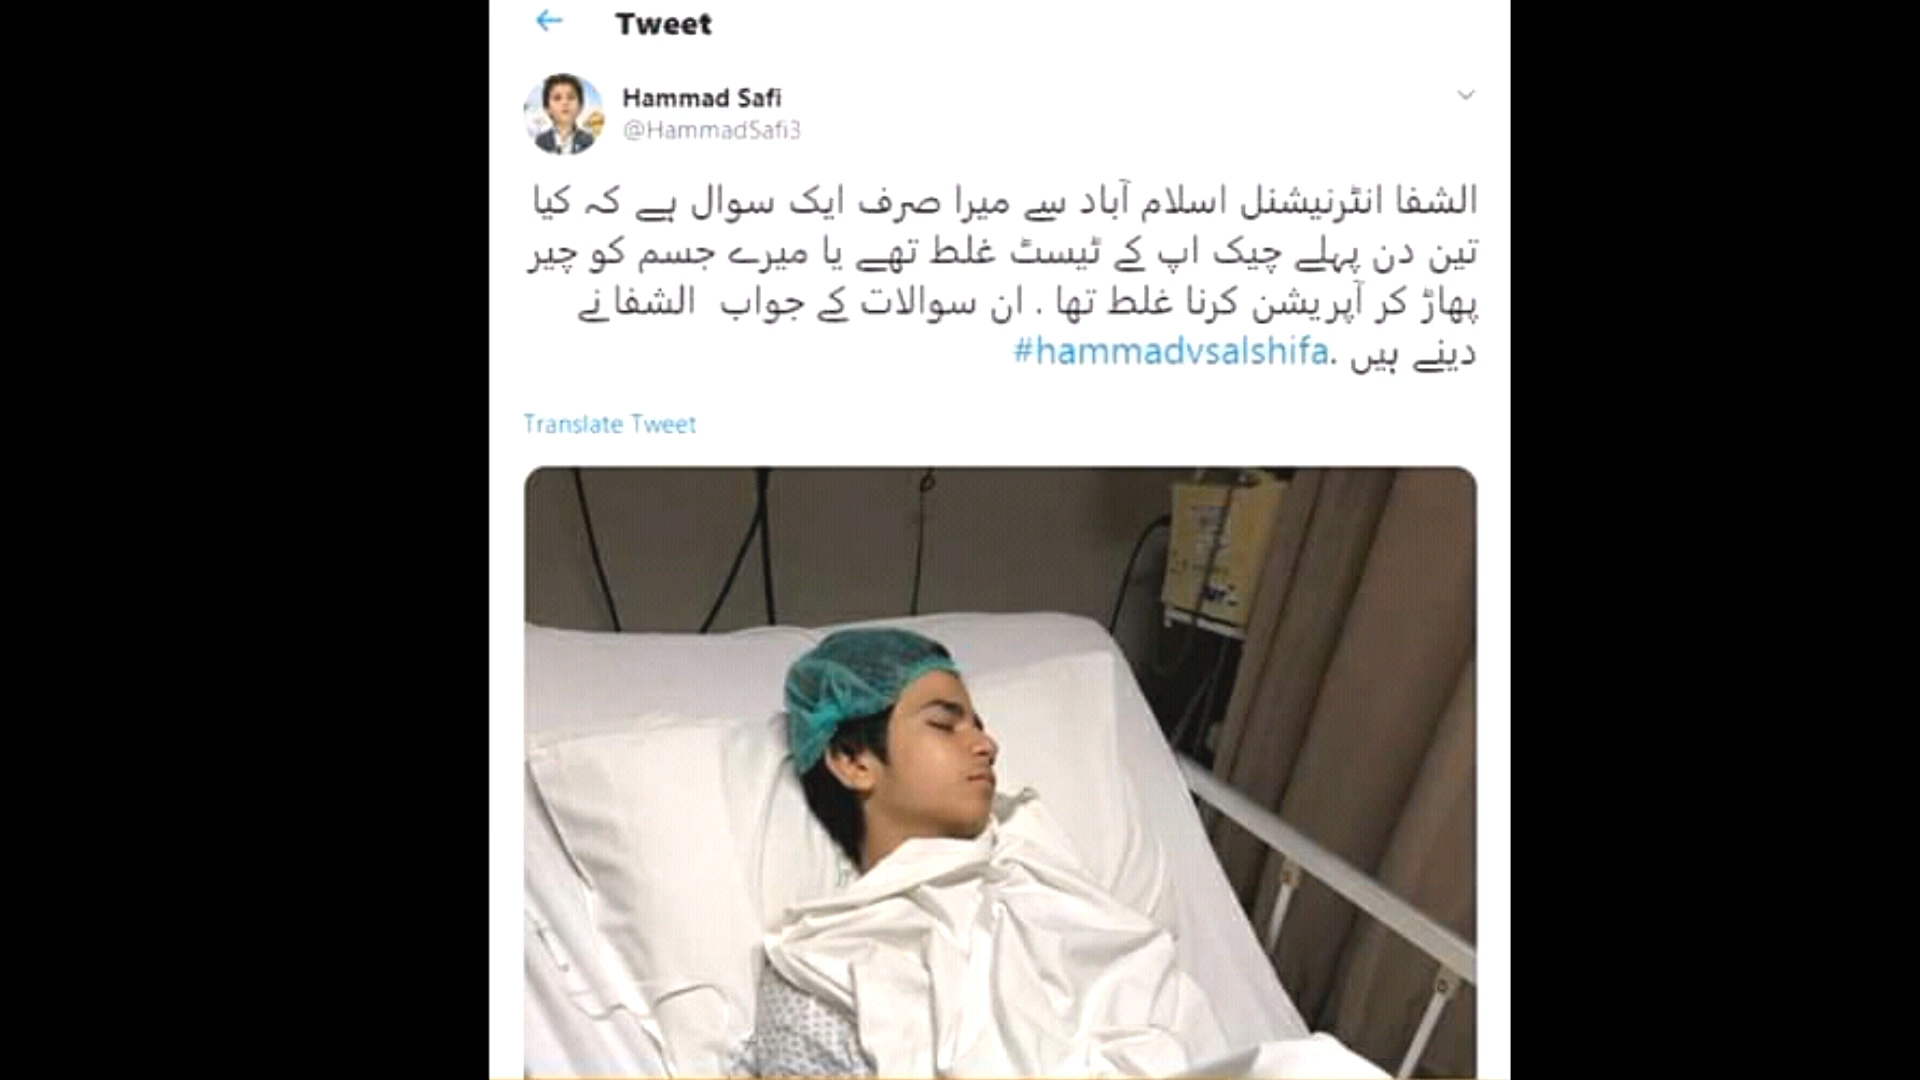 Tweet
Hammad Safi
@HammadSafi3
الشفا انٹرنیشنل اسلام آباد سے میرا صرف ایک سوال ہے کہ کیا
تین دن پہلے چیک اپ کے ٹیسٹ غلط تھے یا میرے جسم کو چیر
پھاڑ کر آپریشن کرنا غلط تھا . ان سوالات کے جواب الشفا نے
دینے ہیں .#hammadvsalshifa
Translate Tweet